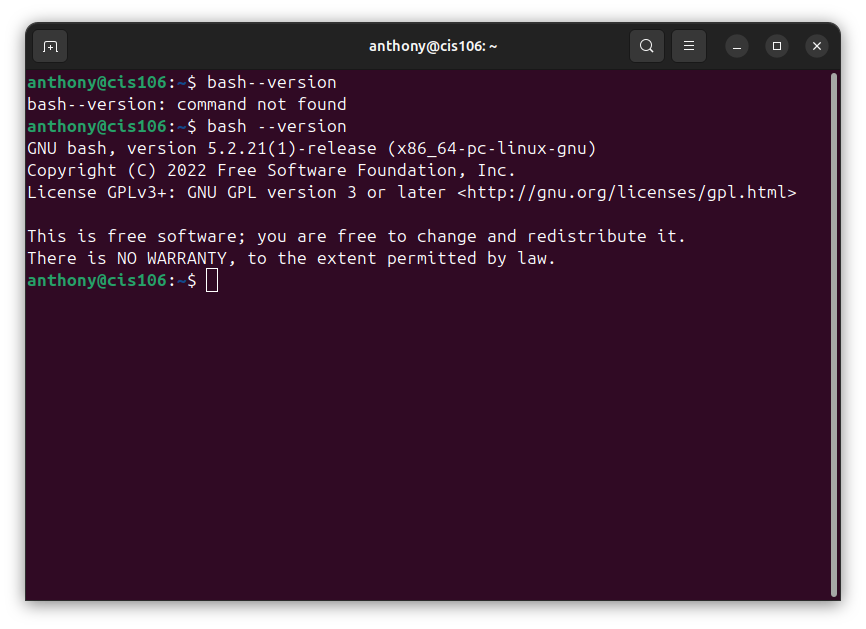 anthony@cis106: ~
anthony@cis106:~$ bash--version
bash--version: command not found
anthony@cis106:~$ bash --version
GNU bash, version 5.2.21(1)-release (x86_64-pc-linux-gnu)
Copyright (C) 2022 Free Software Foundation, Inc.
License GPLv3+: GNU GPL version 3 or later <http://gnu.org/licenses/gpl.html>

This is free software; you are free to change and redistribute it.
There is NO WARRANTY, to the extent permitted by law.
anthony@cis106:~$